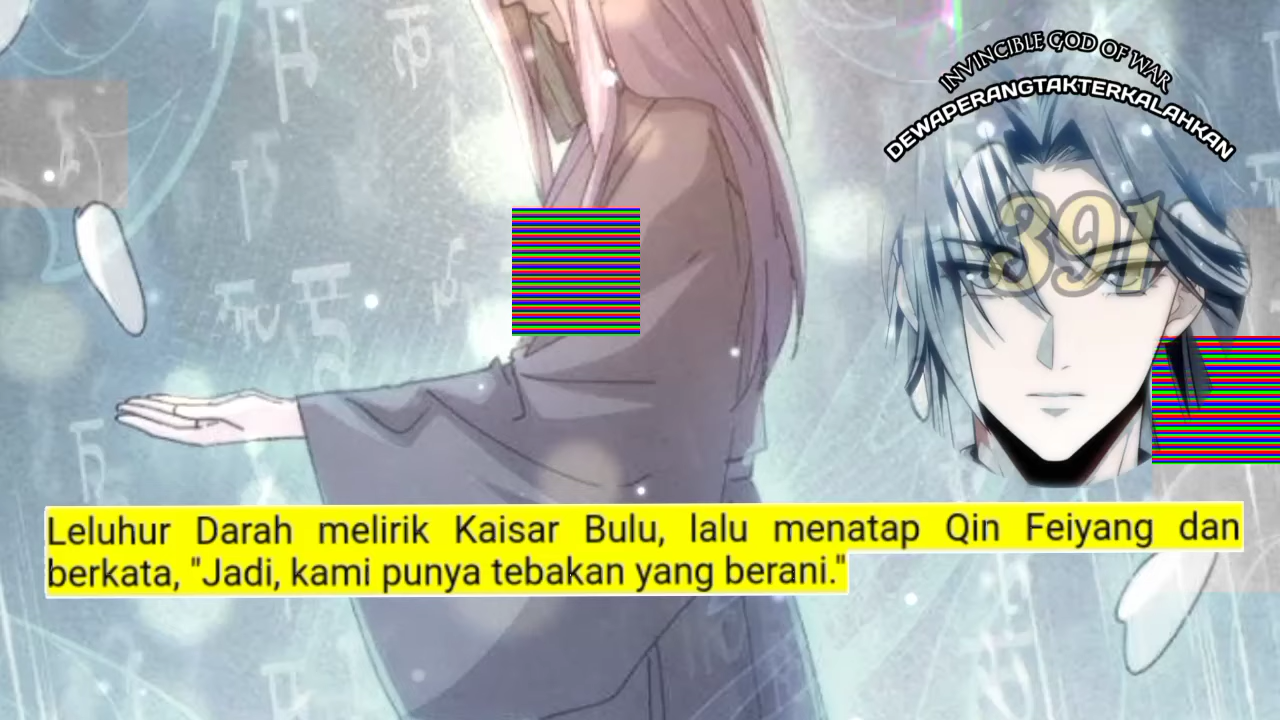 INVINCIBLE GOD OF WAR
DEWAPERANGTAKTERKALAHKAN
391
Leluhur Darah melirik Kaisar Bulu, lalu menatap Qin Feiyang dan
berkata, "Jadi, kami punya tebakan yang berani."